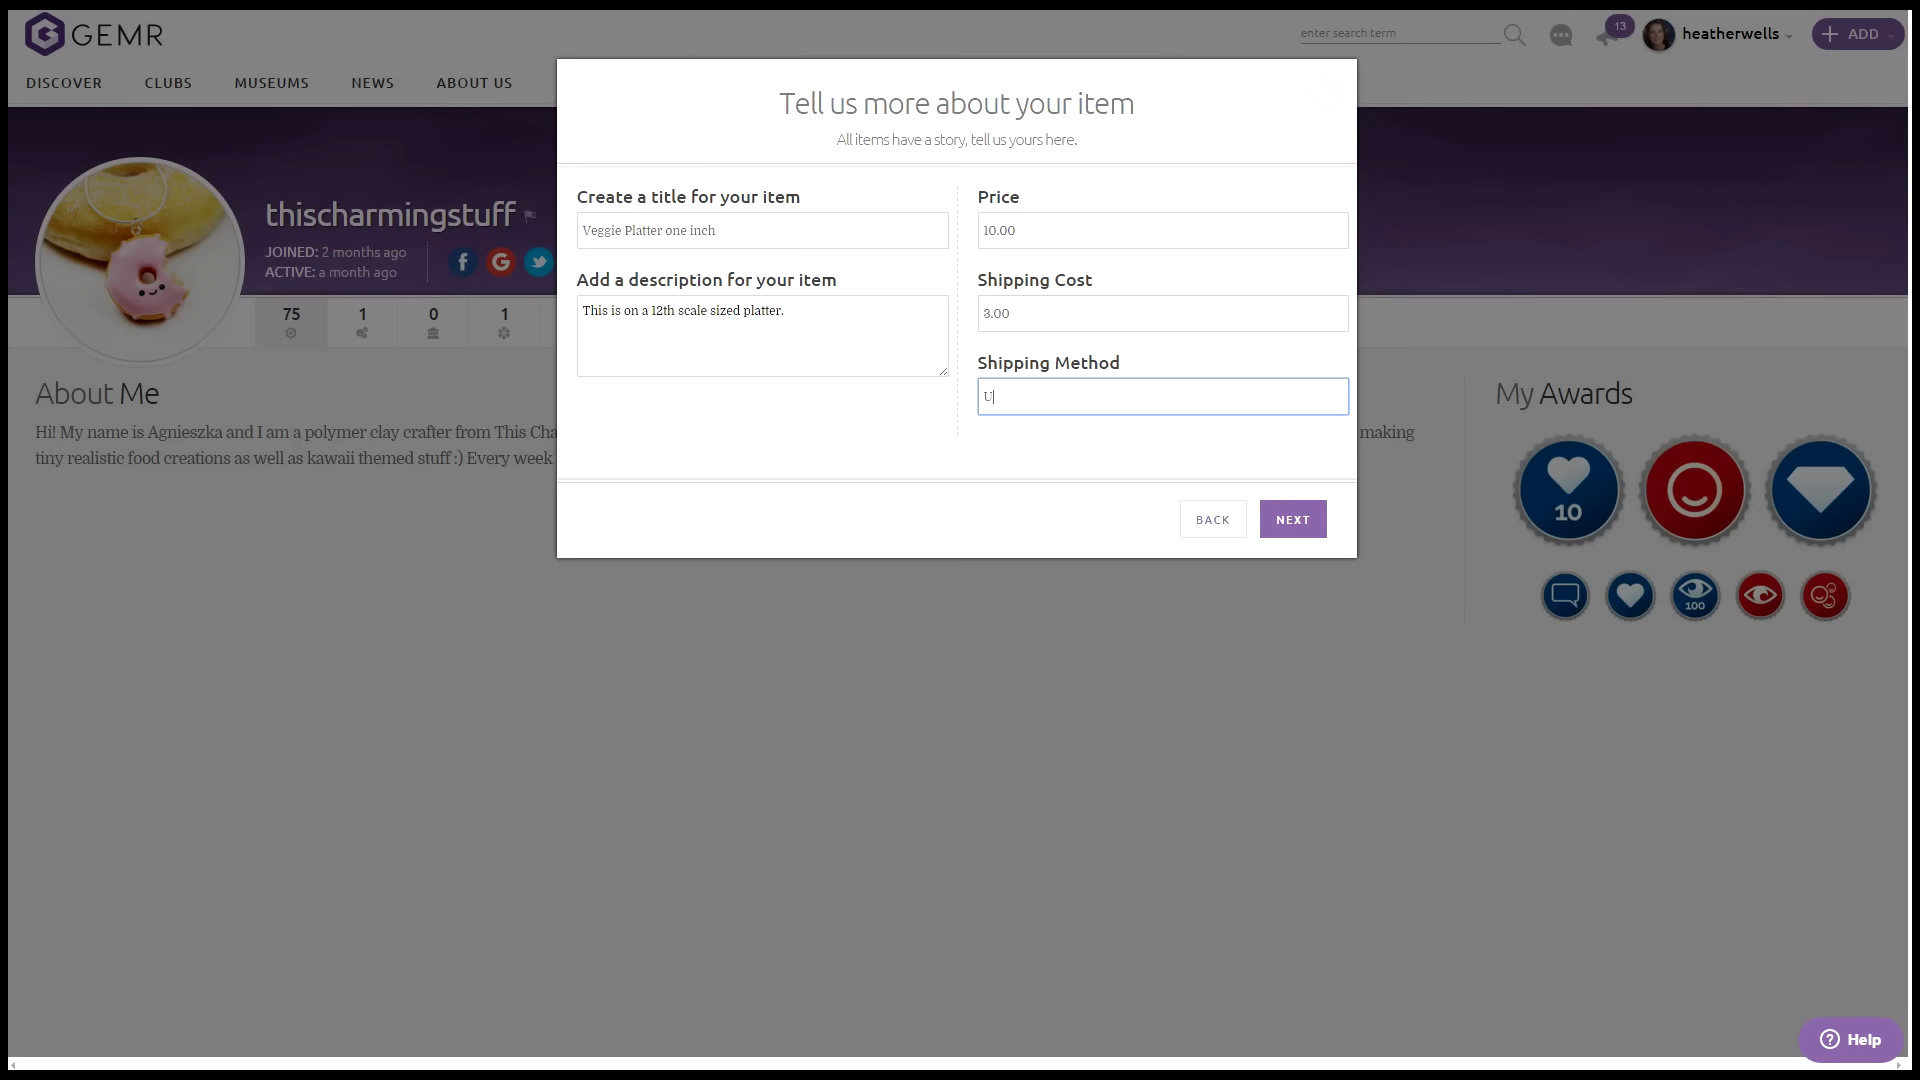 GEMR
enter search term
13
heatherwells
ADD
DISCOVER
CLUBS
MUSEUMS
NEWS
ABOUT US
Tell us more about your item
All items have a story, tell us yours here.
thischarmingstuff
JOINED: 2 months ago
ACTIVE: a month ago
75
1
0
1
Create a title for your item
Veggie Platter one inch
Add a description for your item
This is on a 12th scale sized platter.
Price
10.00
Shipping Cost
3.00
Shipping Method
U
BACK
NEXT
About Me
Hi! My name is Agnieszka and I am a polymer clay crafter from This Cha
making
tiny realistic food creations as well as kawaii themed stuff :) Every week
My Awards
10
100
Help